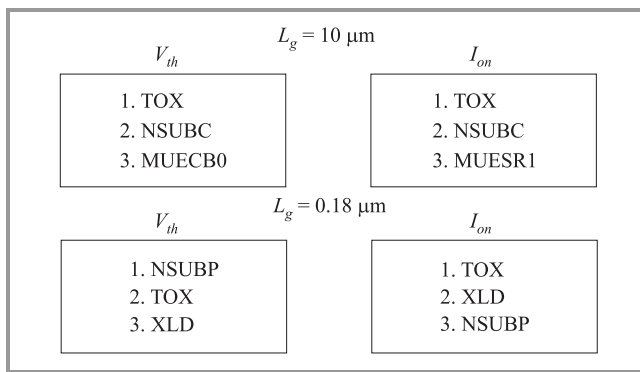 L_g = 10 μm
V_th I_on
1. TOX
2. NSUBC
3. MUECB0
1. TOX
2. NSUBC
3. MUESR1
L_g = 0.18 μm
V_th I_on
1. NSUBP
2. TOX
3. XLD
1. TOX
2. XLD
3. NSUBP